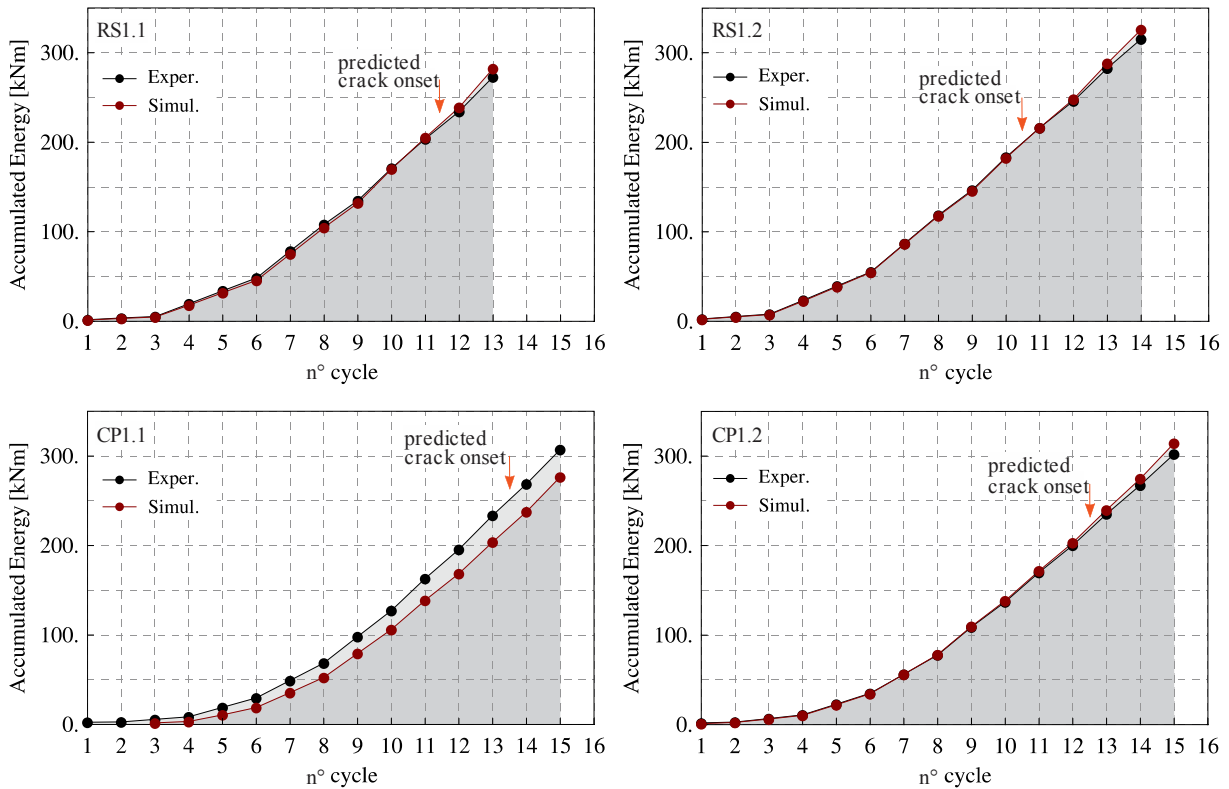 RS1.1
Accumulated Energy [kNm]
300.
200.
100.
0.
Exper.
Simul.
predicted
crack onset
1 2 3 4 5 6 7 8 9 10 11 12 13 14 15 16
n° cycle
RS1.2
Accumulated Energy [kNm]
300.
200.
100.
0.
Exper.
Simul.
predicted
crack onset
1 2 3 4 5 6 7 8 9 10 11 12 13 14 15 16
n° cycle
CP1.1
Accumulated Energy [kNm]
300.
200.
100.
0.
Exper.
Simul.
predicted
crack onset
1 2 3 4 5 6 7 8 9 10 11 12 13 14 15 16
n° cycle
CP1.2
Accumulated Energy [kNm]
300.
200.
100.
0.
Exper.
Simul.
predicted
crack onset
1 2 3 4 5 6 7 8 9 10 11 12 13 14 15 16
n° cycle